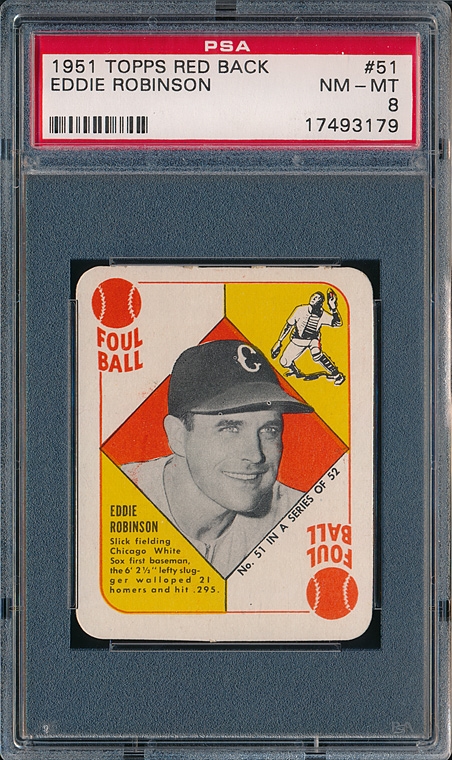 PSA
1951 TOPPS RED BACK #51
EDDIE ROBINSON NM-MT
8
17493179
FOUL
BALL
C
EDDIE
ROBINSON
Slick fielding
Chicago White
Sox first baseman,
the 6' 2½" lefty slug-
ger walloped 21
homers and hit .295.
No. 51 IN A SERIES OF 52
FOUL
BALL